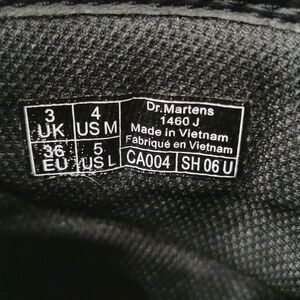 3 UK
4 US M
36 EU
5 US L
Dr.Martens
1460 J
Made in Vietnam
Fabriqué en Vietnam
CA004
SH 06 U